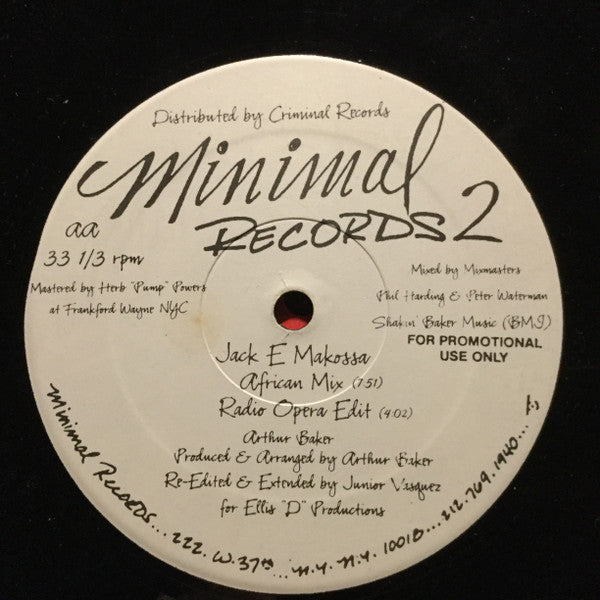 Distributed by Criminal Records
Minimal
RECORDS 2
aa
33 1/3 rpm
Mastered by Herb "Pump" Powers
at Frankford Wayne NYC
Mixed by Mixmasters
Phil Harding & Peter Waterman
Shakin' Baker Music (BMI)
FOR PROMOTIONAL
USE ONLY
Jack E Makossa
African Mix (7:51)
Radio Opera Edit (4:02)
Arthur Baker
Produced & Arranged by Arthur Baker
Re-Edited & Extended by Junior Vasquez
for Ellis "D" Productions
Minimal Records... 222. W. 37th... N.Y. N.Y. 10018... 212.769.1940...